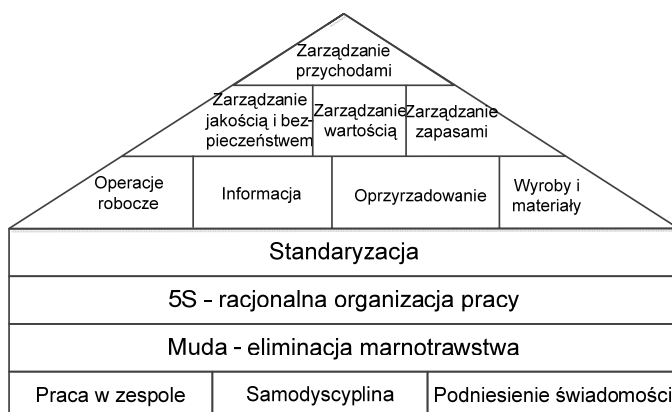 Zarządzanie
przychodami
Zarządzanie
jakością i bez-
pieczeństwem
Zarządzanie
wartością
Zarządzanie
zapasami
Operacje
robocze
Informacja
Oprzyrzadowanie
Wyroby i
materiały
Standaryzacja
5S - racjonalna organizacja pracy
Muda - eliminacja marnotrawstwa
Praca w zespole
Samodyscyplina
Podniesienie świadomości